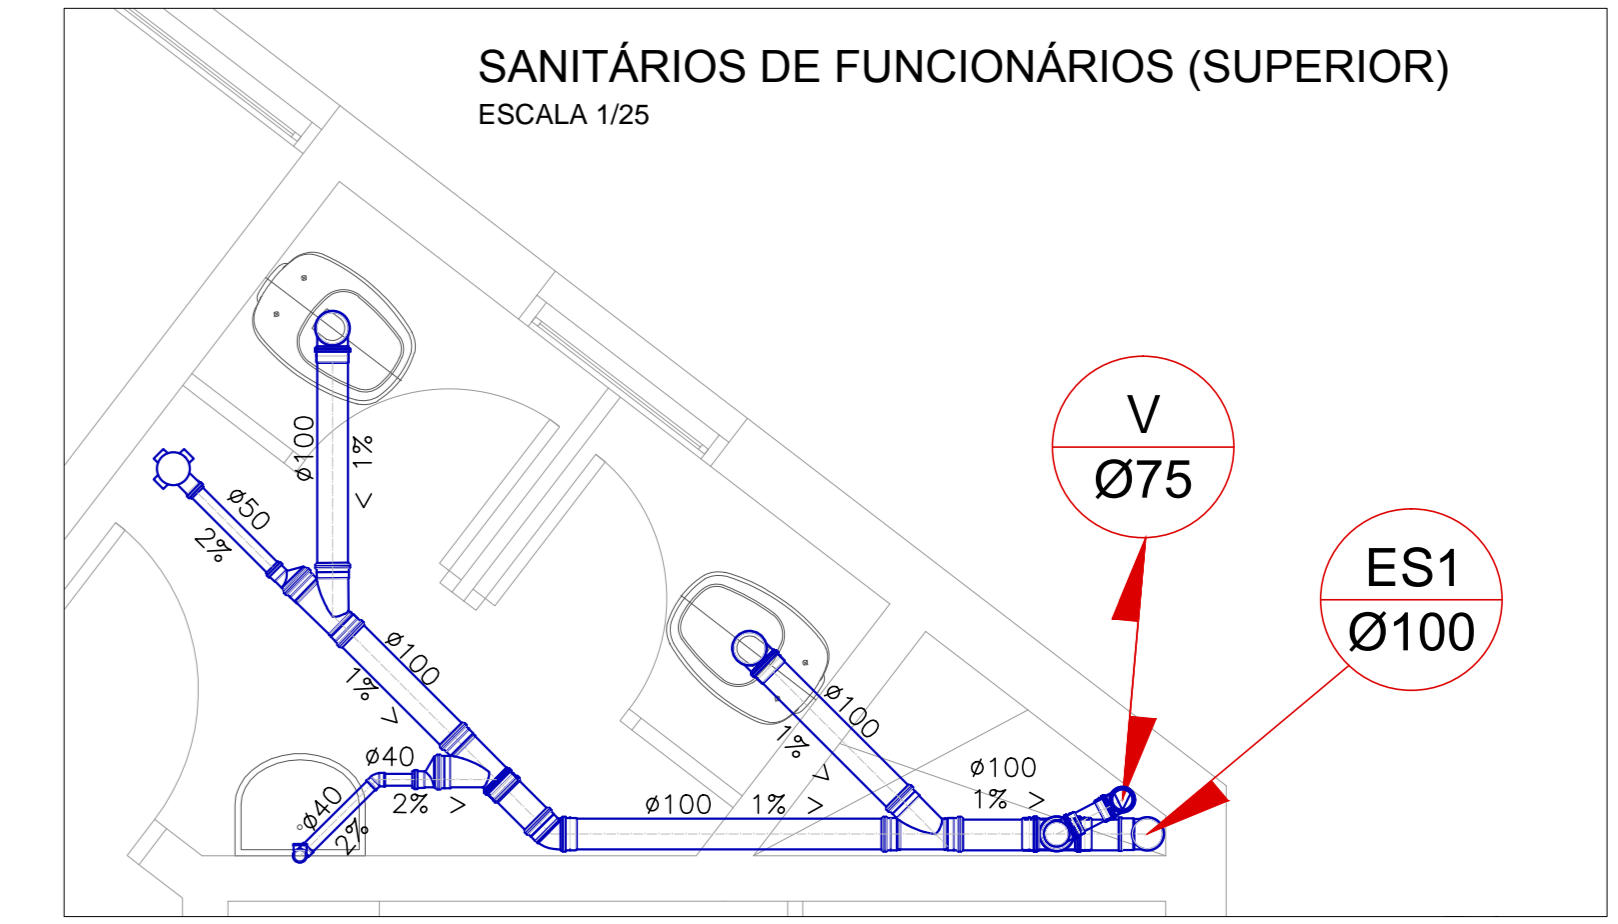 SANITÁRIOS DE FUNCIONÁRIOS (SUPERIOR)
ESCALA 1/25
V
Ø75
ES1
Ø100
ø100
< 1%
ø50
2%
ø100
1% >
ø40
2% >
ø40
2%
ø100 1% >
ø100
1% >
ø100
1% >